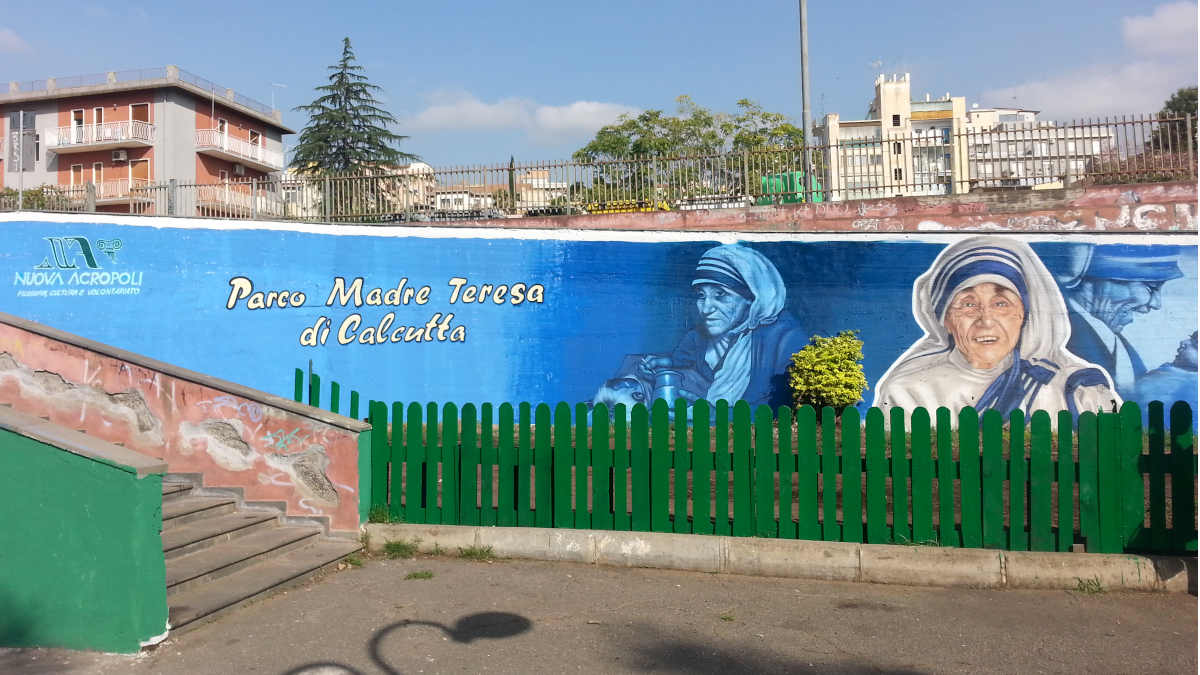 NUOVA ACROPOLI
FILOSOFIA, CULTURA E VOLONTARIATO
Parco Madre Teresa
di Calcutta